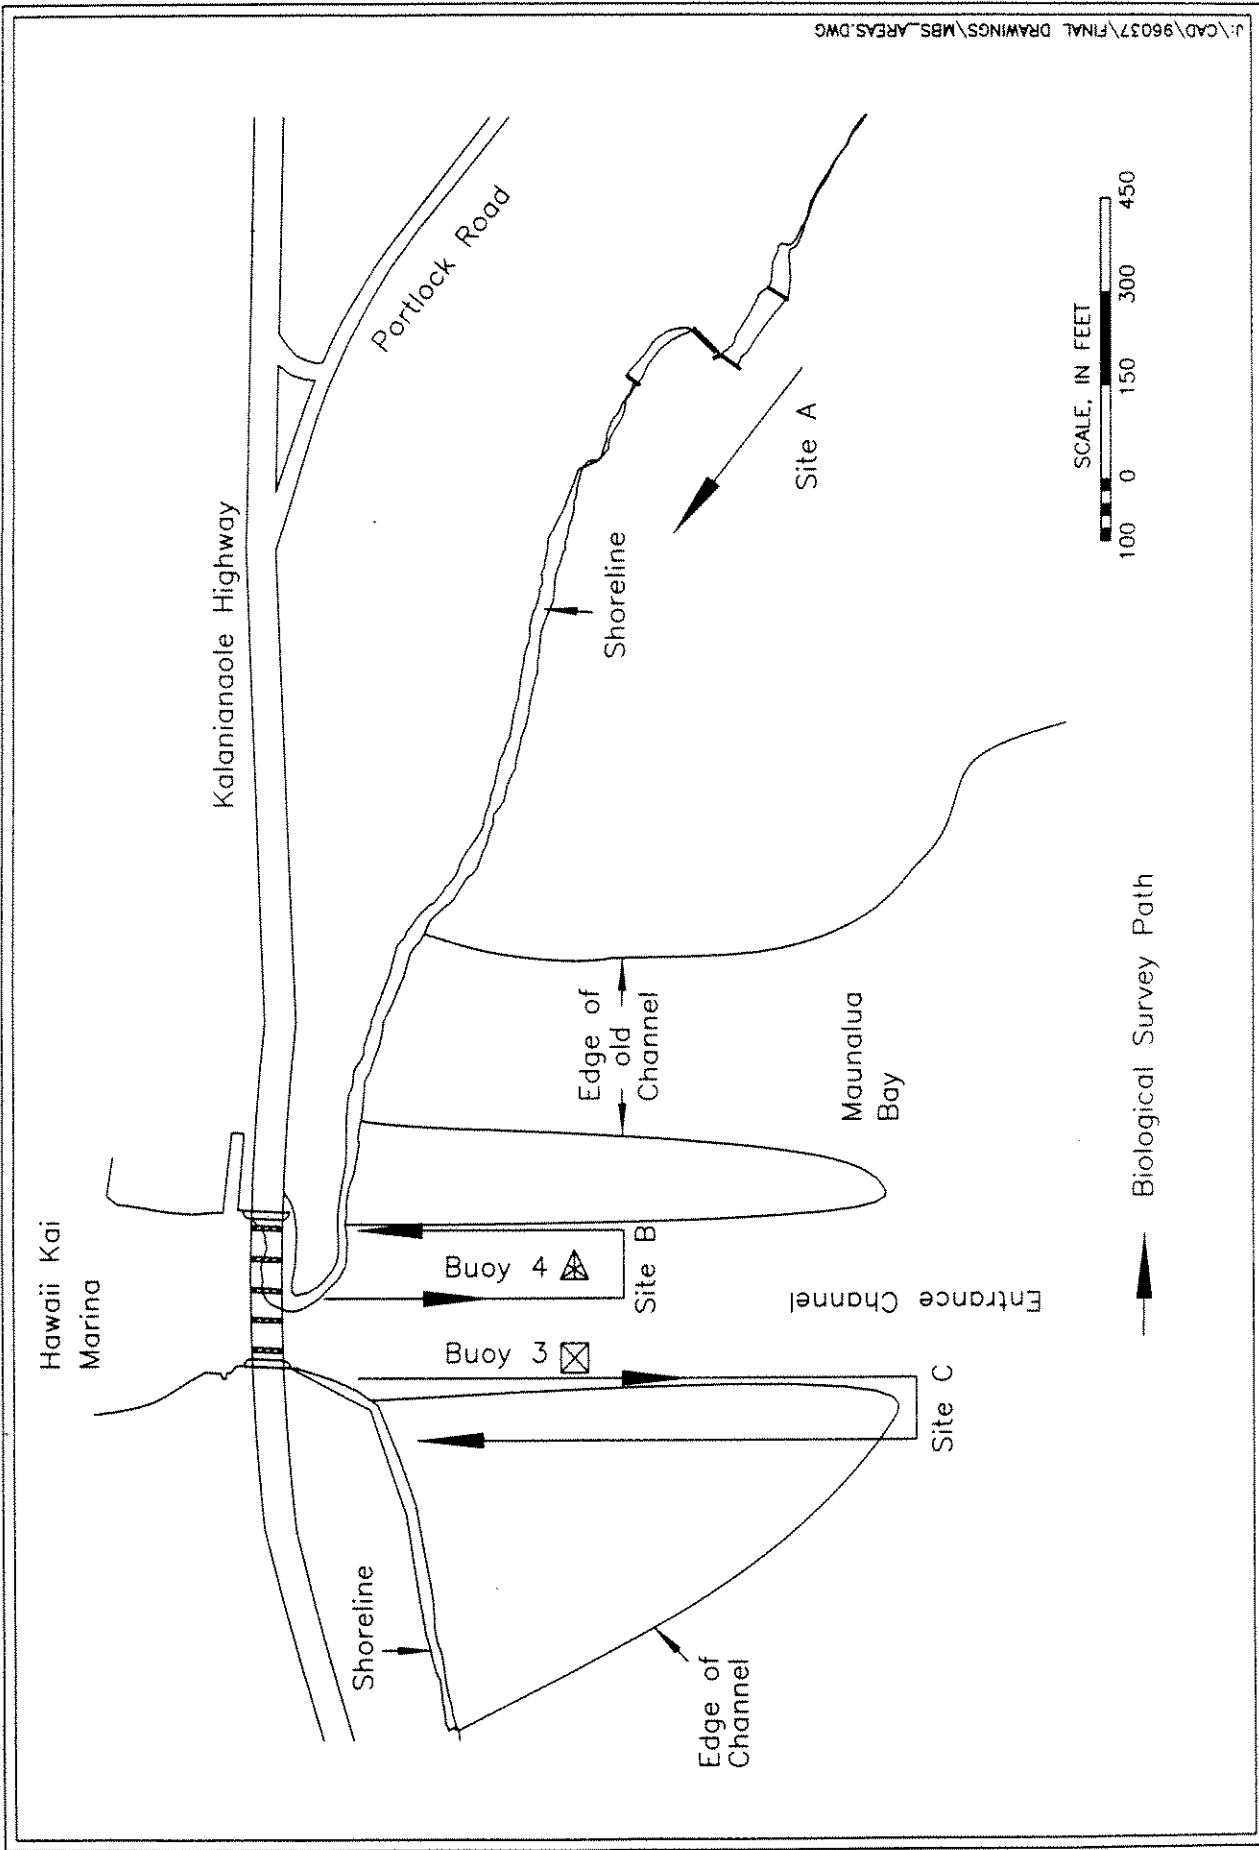 J:\CAD\96037\FINAL DRAWINGS\MBS_AREAS.DWG
Hawaii Kai
Marina
Kalanianaole Highway
Portlock Road
Shoreline
Buoy 3
Buoy 4
Edge of
old
Channel
Shoreline
Site A
Site B
Edge of
Channel
Site C
Entrance Channel
Maunalua
Bay
Biological Survey Path
SCALE, IN FEET
100 0 150 300 450